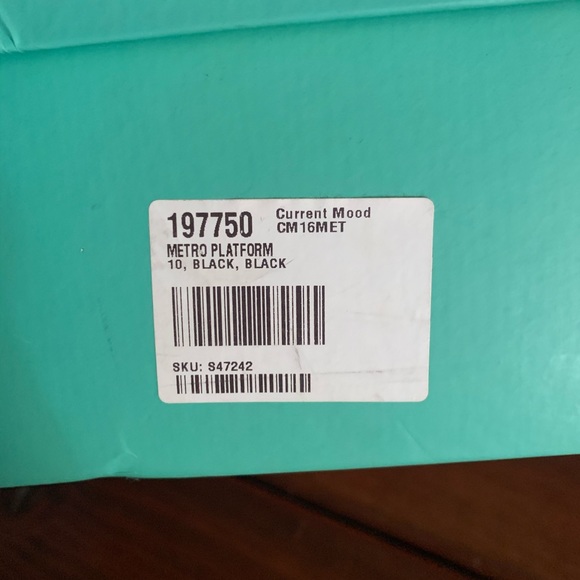 197750 Current Mood
CM16MET
METRO PLATFORM
10, BLACK, BLACK
SKU: S47242